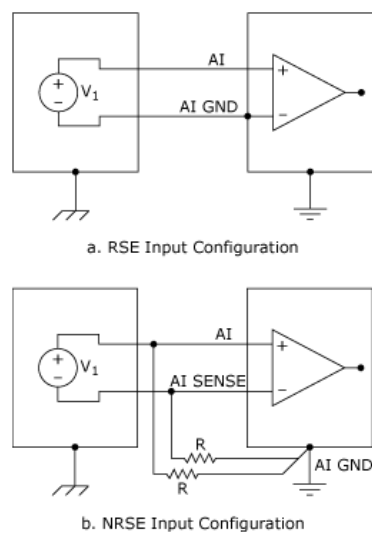 AI
+
+
V1
−
AI GND
−
a. RSE Input Configuration
AI
+
+
V1
−
AI SENSE
−
R
R
AI GND
b. NRSE Input Configuration